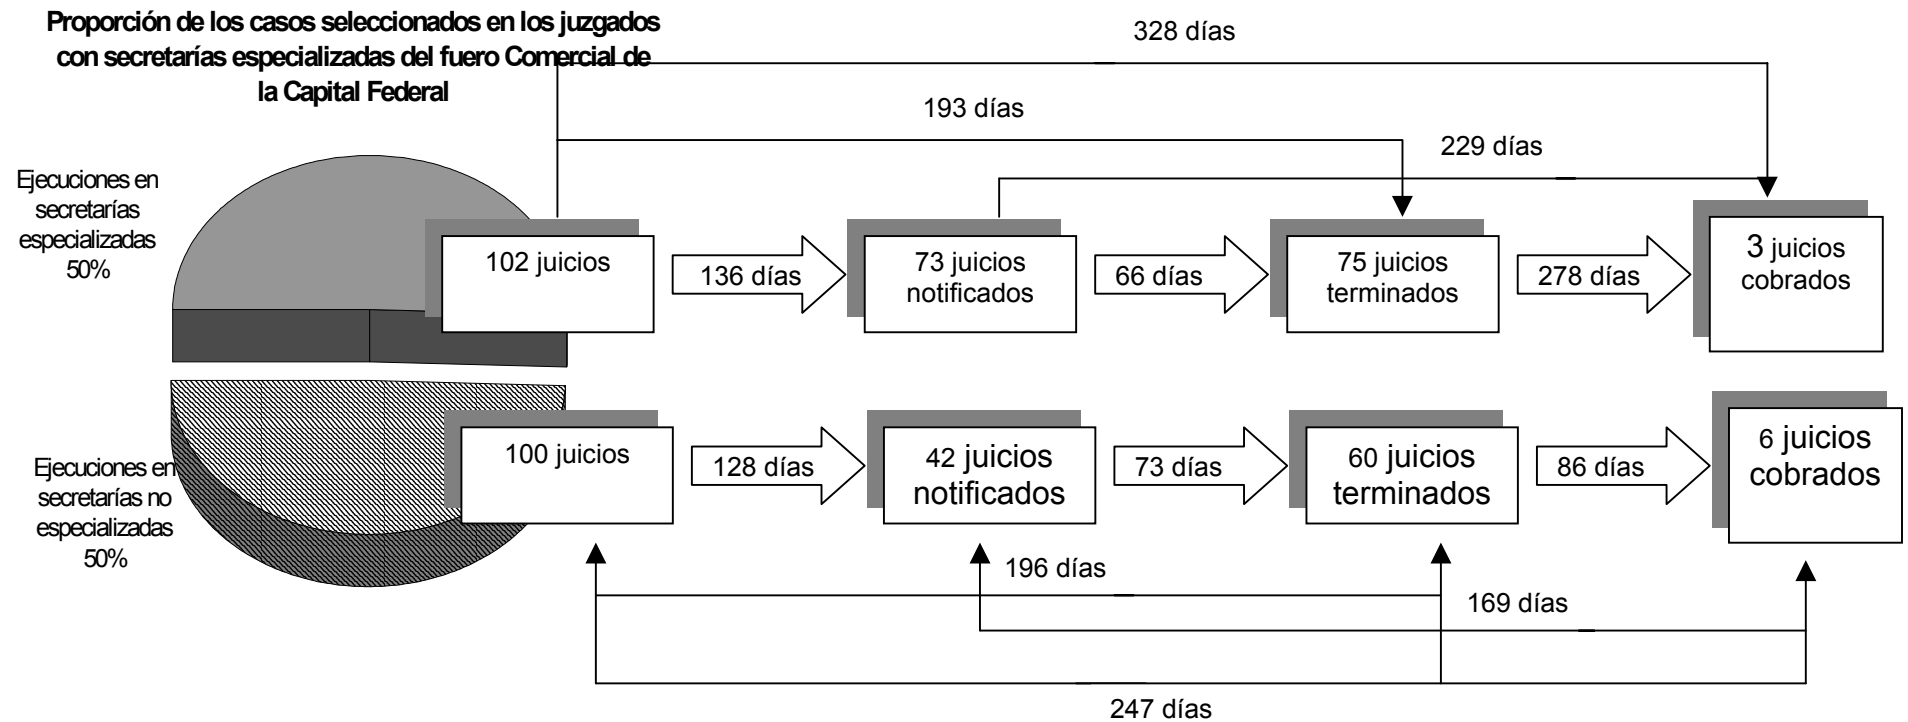 Proporción de los casos seleccionados en los juzgados
con secretarías especializadas del fuero Comercial de
la Capital Federal
328 días
193 días
229 días
Ejecuciones en
secretarías
especializadas
50%
102 juicios
136 días
73 juicios
notificados
66 días
75 juicios
terminados
278 días
3 juicios
cobrados
Ejecuciones en
secretarías no
especializadas
50%
100 juicios
128 días
42 juicios
notificados
73 días
60 juicios
terminados
86 días
6 juicios
cobrados
196 días
169 días
247 días